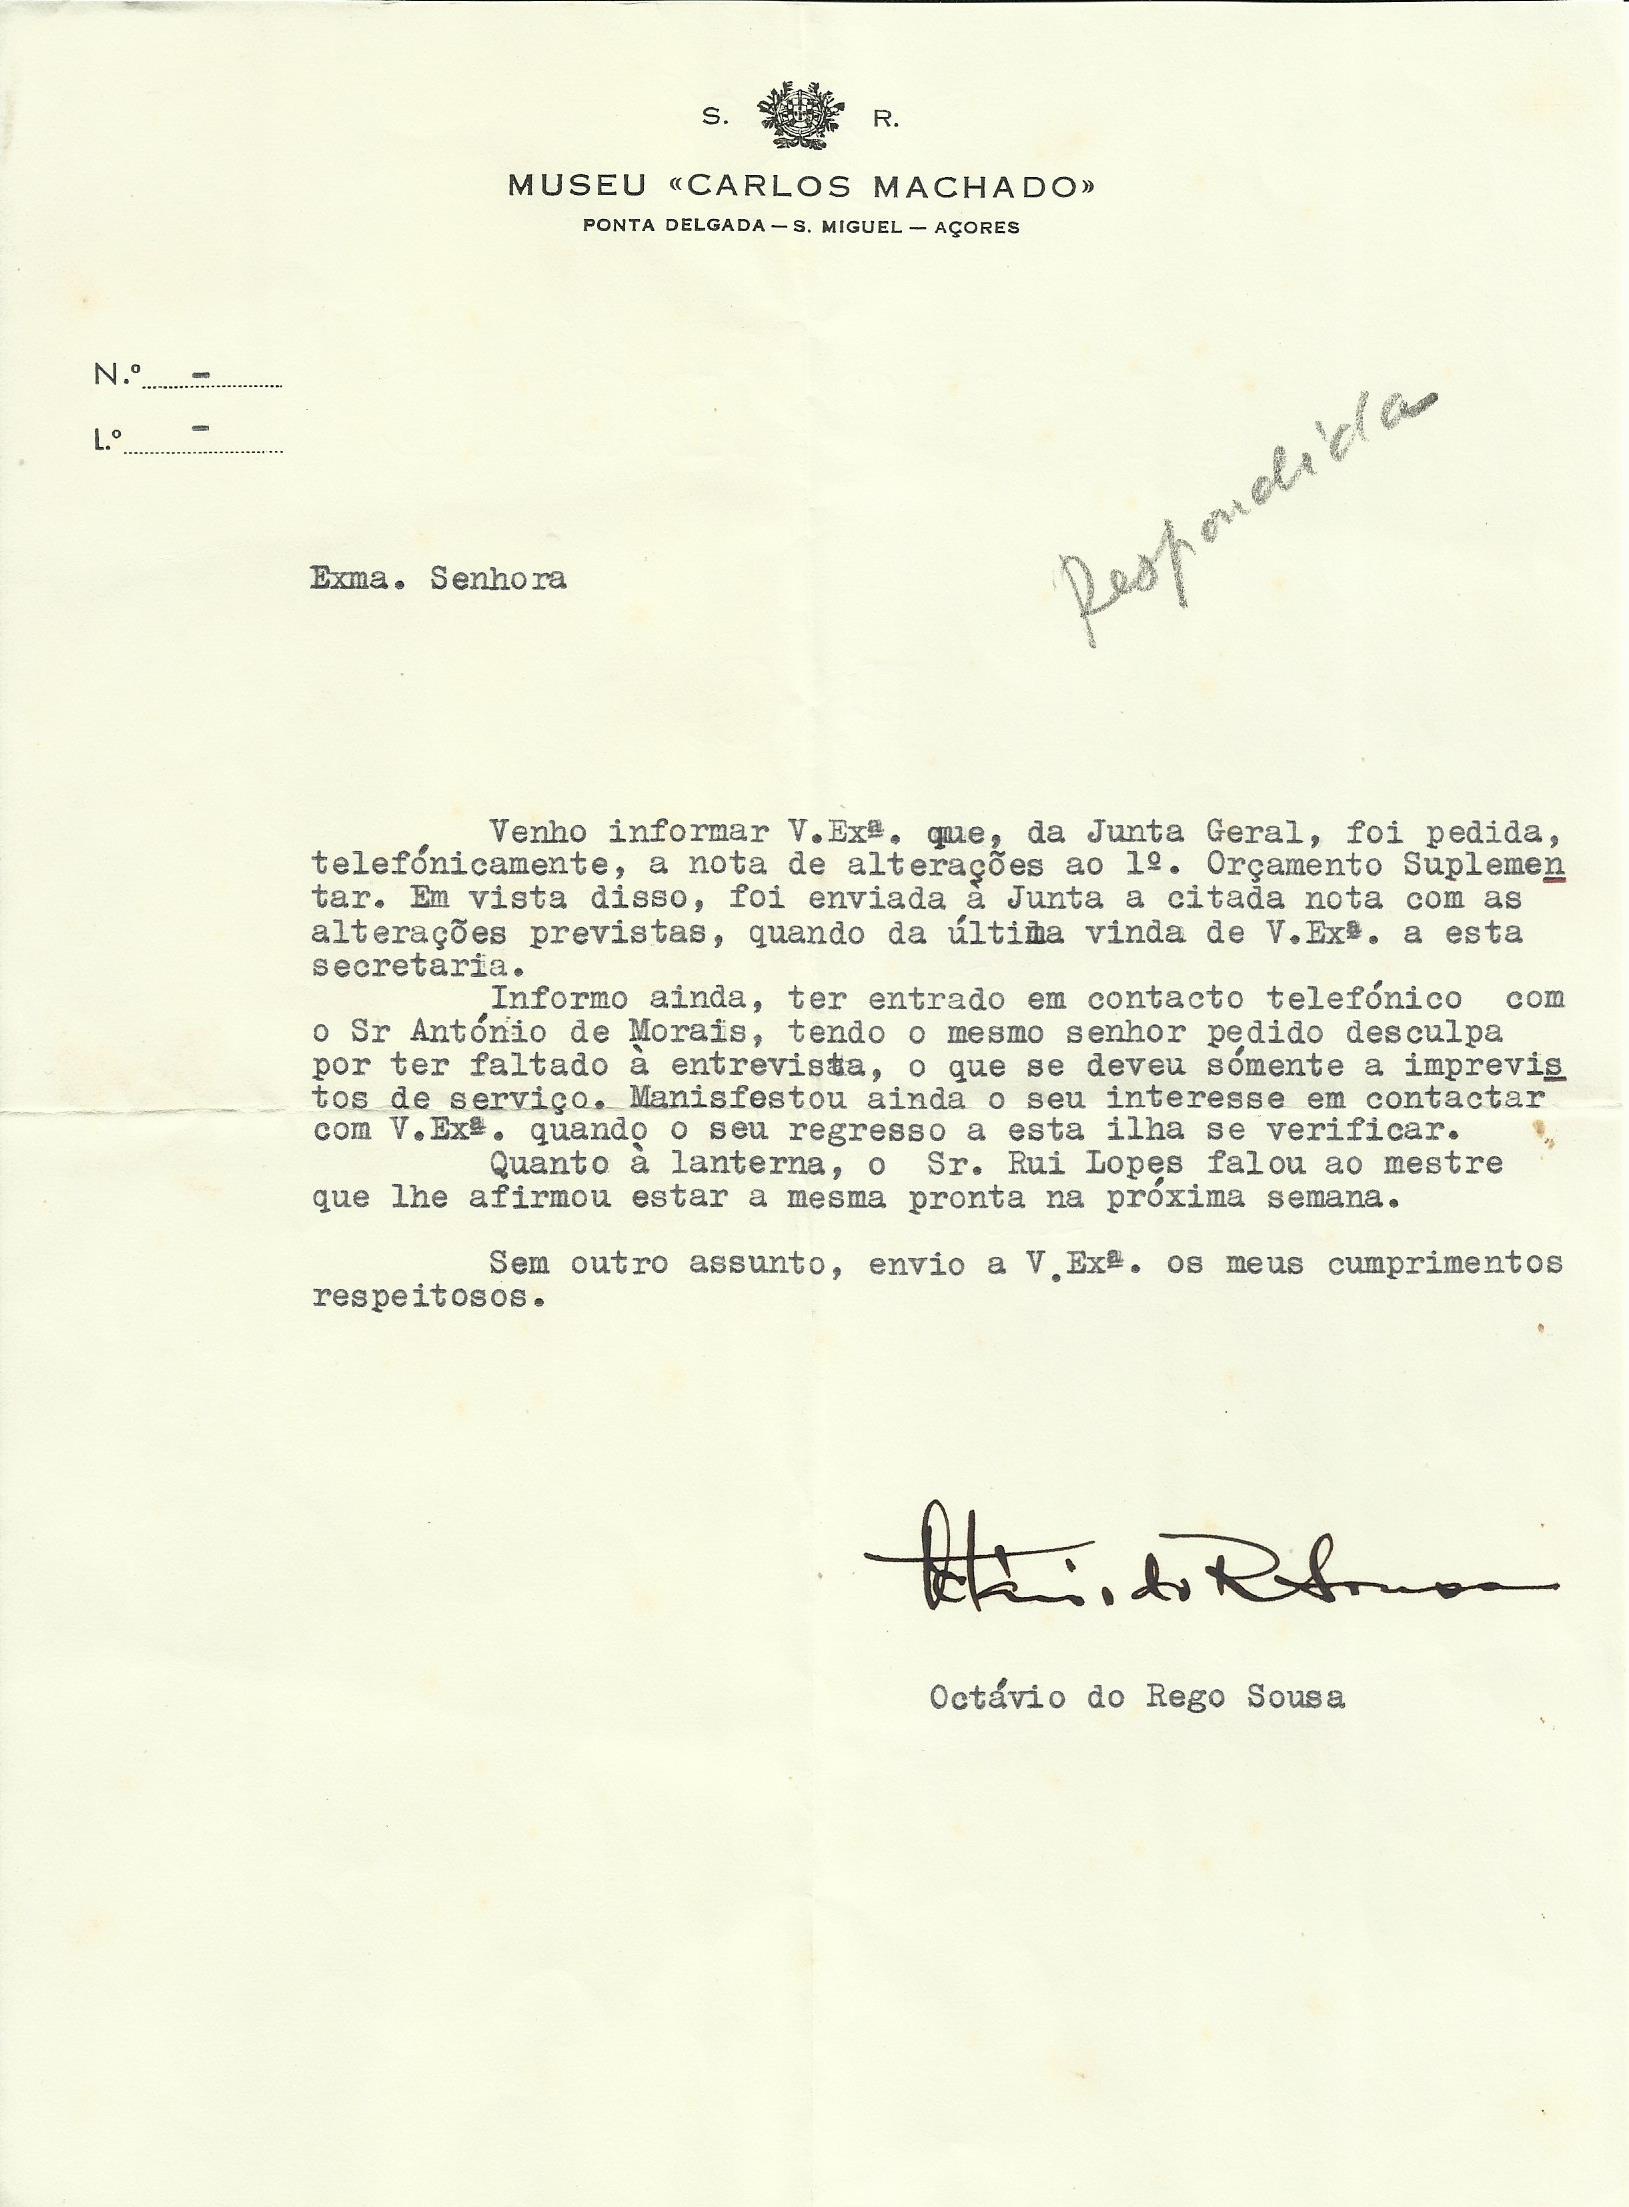 S. R.
MUSEU «CARLOS MACHADO»
PONTA DELGADA — S. MIGUEL — AÇORES
N.º -
L.º -
Respondida
Exma. Senhora
Venho informar V.Exª. que, da Junta Geral, foi pedida,
telefónicamente, a nota de alterações ao 1º. Orçamento Suplemen
tar. Em vista disso, foi enviada à Junta a citada nota com as
alterações previstas, quando da última vinda de V.Exª. a esta
secretaria.
Informo ainda, ter entrado em contacto telefónico com
o Sr António de Morais, tendo o mesmo senhor pedido desculpa
por ter faltado à entrevista, o que se deveu sómente a imprevis
tos de serviço. Manisfestou ainda o seu interesse em contactar
com V.Exª. quando o seu regresso a esta ilha se verificar.
Quanto à lanterna, o Sr. Rui Lopes falou ao mestre
que lhe afirmou estar a mesma pronta na próxima semana.
Sem outro assunto, envio a V.Exª. os meus cumprimentos
respeitosos.
Octávio do R Sousa
Octávio do Rego Sousa